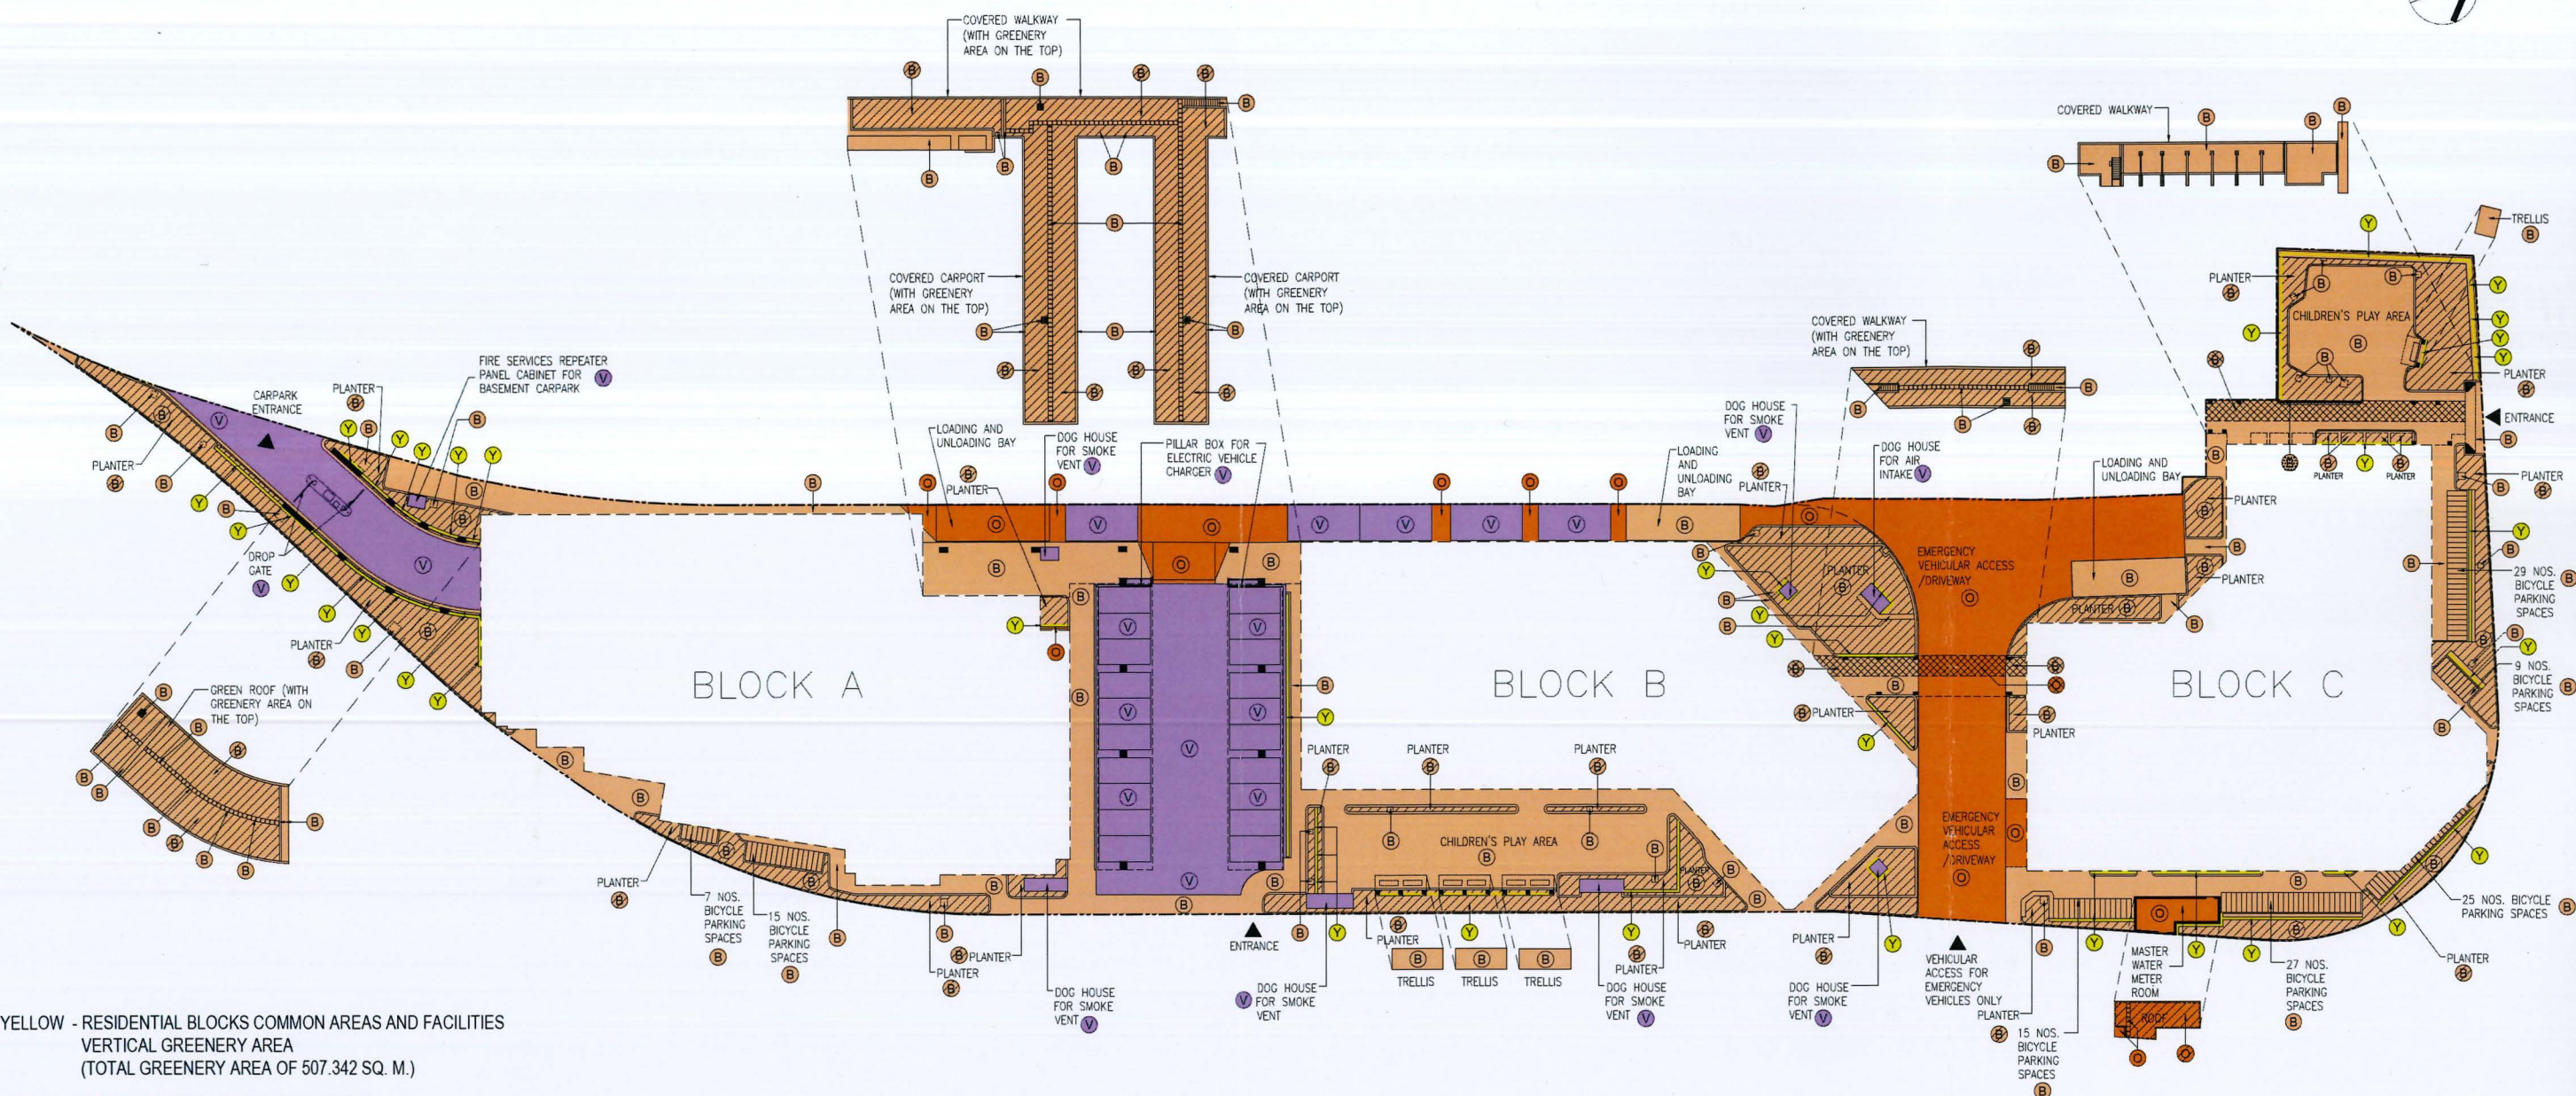 COVERED WALKWAY
(WITH GREENERY
AREA ON THE TOP)
B
B
B
B
B
B
B
B
B
COVERED CARPORT
(WITH GREENERY
AREA ON THE TOP)
COVERED CARPORT
(WITH GREENERY
AREA ON THE TOP)
B
B
B
B
B
B
B
COVERED WALKWAY
B
B
B
B
TRELLIS
B
Y
PLANTER
B
CHILDREN'S PLAY AREA
B
B
B
B
Y
Y
Y
Y
Y
PLANTER
B
ENTRANCE
B
COVERED WALKWAY
(WITH GREENERY
AREA ON THE TOP)
B
B
B
B
B
FIRE SERVICES REPEATER
PANEL CABINET FOR
BASEMENT CARPARK
V
CARPARK
ENTRANCE
PLANTER
B
V
B
B
Y
B
Y
Y
Y
Y
B
PLANTER
B
B
Y
B
Y
DROP
GATE
V
Y
Y
Y
V
B
B
PLANTER
B
B
Y
Y
GREEN ROOF (WITH
GREENERY AREA ON
THE TOP)
B
B
B
B
B
B
B
B
B
B
B
LOADING AND
UNLOADING BAY
B
PLANTER
DOG HOUSE
FOR SMOKE
VENT V
PILLAR BOX FOR
ELECTRIC VEHICLE
CHARGER V
O
O
O
V
O
V
V
V
V
O
O
O
LOADING
AND
UNLOADING
BAY
B
DOG HOUSE
FOR SMOKE
VENT V
B
PLANTER
DOG HOUSE
FOR AIR
INTAKE V
O
LOADING AND
UNLOADING BAY
EMERGENCY
VEHICULAR ACCESS
/DRIVEWAY
O
B
PLANTER
B
PLANTER
B
B
PLANTER
B
PLANTER
B
Y
B
PLANTER
B
PLANTER
B
B
Y
B
B
29 NOS.
BICYCLE
PARKING
SPACES
B
B
Y
9 NOS.
BICYCLE
PARKING
SPACES
B
B
B
O
B
B
Y
O
BLOCK A
B
V
V
V
V
V
V
V
V
B
Y
BLOCK B
BLOCK C
PLANTER
B
Y
B
Y
B
Y
B
O
B
B
PLANTER
Y
B
PLANTER
B
B
PLANTER
B
PLANTER
B
PLANTER
B
B
B
CHILDREN'S PLAY AREA
B
B
B
PLANTER
B
B
EMERGENCY
VEHICULAR
ACCESS
/DRIVEWAY
O
B
O
B
B
PLANTER
B
7 NOS.
BICYCLE
PARKING
SPACES
B
15 NOS.
BICYCLE
PARKING
SPACES
B
B
B
PLANTER
B
B
PLANTER
DOG HOUSE
FOR SMOKE
VENT V
B
B
ENTRANCE
B
Y
V
DOG HOUSE
FOR SMOKE
VENT
PLANTER
B
Y
B
TRELLIS
B
TRELLIS
B
TRELLIS
Y
B
PLANTER
DOG HOUSE
FOR SMOKE
VENT V
B
PLANTER
PLANTER
B
DOG HOUSE
FOR SMOKE
VENT V
Y
VEHICULAR
ACCESS FOR
EMERGENCY
VEHICLES ONLY
PLANTER
B
B
15 NOS.
BICYCLE
PARKING
SPACES
B
Y
O
MASTER
WATER
METER
ROOM
Y
ROOF
O
O
Y
B
27 NOS.
BICYCLE
PARKING
SPACES
B
B
Y
Y
B
25 NOS. BICYCLE
PARKING SPACES
B
PLANTER
B
YELLOW - RESIDENTIAL BLOCKS COMMON AREAS AND FACILITIES
VERTICAL GREENERY AREA
(TOTAL GREENERY AREA OF 507.342 SQ. M.)